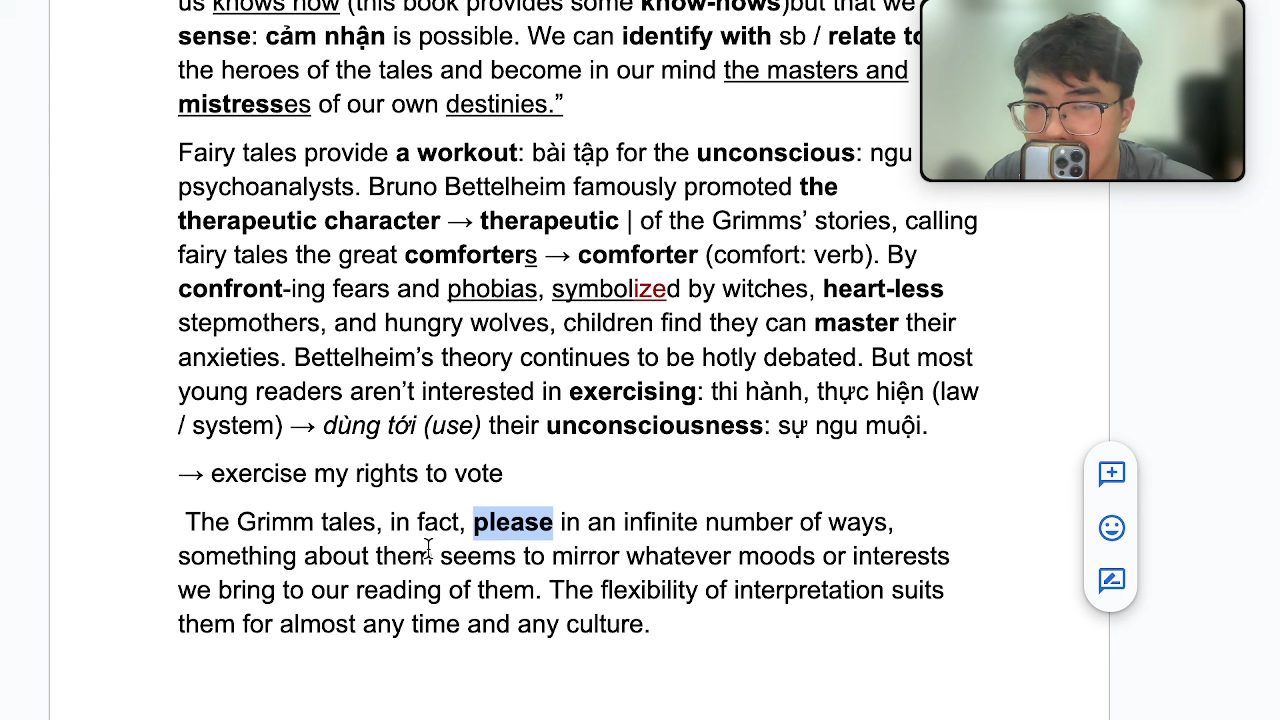 us knows how (this book provides some know-hows)but that we
sense: cảm nhận is possible. We can identify with sb / relate to
the heroes of the tales and become in our mind the masters and
mistresses of our own destinies.”
Fairy tales provide a workout: bài tập for the unconscious: ngu
psychoanalysts. Bruno Bettelheim famously promoted the
therapeutic character → therapeutic | of the Grimms’ stories, calling
fairy tales the great comforters → comforter (comfort: verb). By
confront-ing fears and phobias, symbolized by witches, heart-less
stepmothers, and hungry wolves, children find they can master their
anxieties. Bettelheim’s theory continues to be hotly debated. But most
young readers aren’t interested in exercising: thi hành, thực hiện (law
/ system) → dùng tới (use) their unconsciousness: sự ngu muội.
→ exercise my rights to vote
The Grimm tales, in fact, please in an infinite number of ways,
something about them seems to mirror whatever moods or interests
we bring to our reading of them. The flexibility of interpretation suits
them for almost any time and any culture.